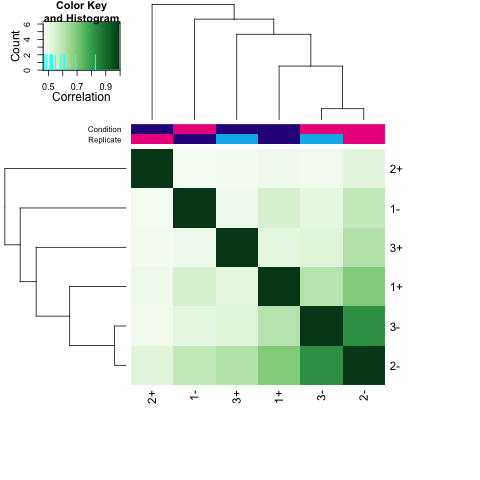 Color Key
and Histogram
Count
0 2 4 6
0.5 0.7 0.9
Correlation
Condition
Replicate
2+
1-
3+
1+
3-
2-
2+ 1- 3+ 1+ 3- 2-